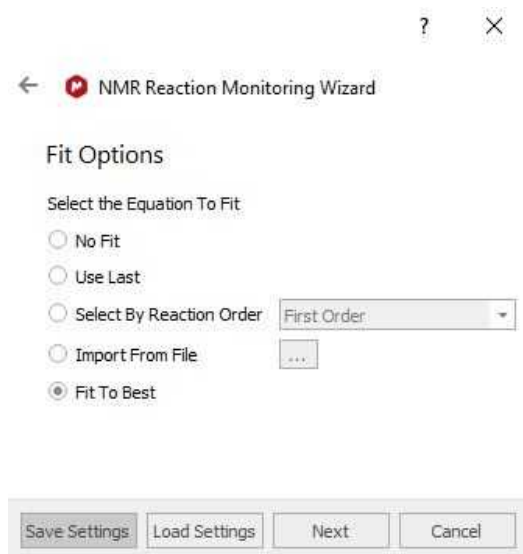 ?
NMR Reaction Monitoring Wizard
Fit Options
Select the Equation To Fit
No Fit
Use Last
Select By Reaction Order First Order
Import From File ...
Fit To Best
Save Settings Load Settings Next Cancel